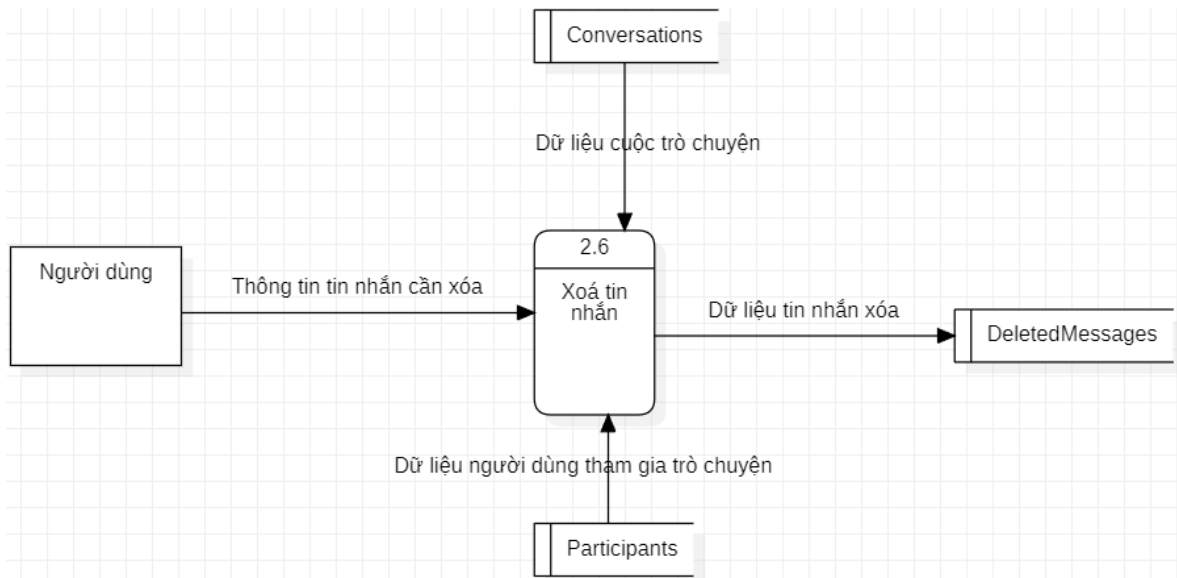 Conversations
Dữ liệu cuộc trò chuyện
2.6
Người dùng
Thông tin tin nhắn cần xóa
Xoá tin
nhắn
Dữ liệu tin nhắn xóa
DeletedMessages
Dữ liệu người dùng tham gia trò chuyện
Participants